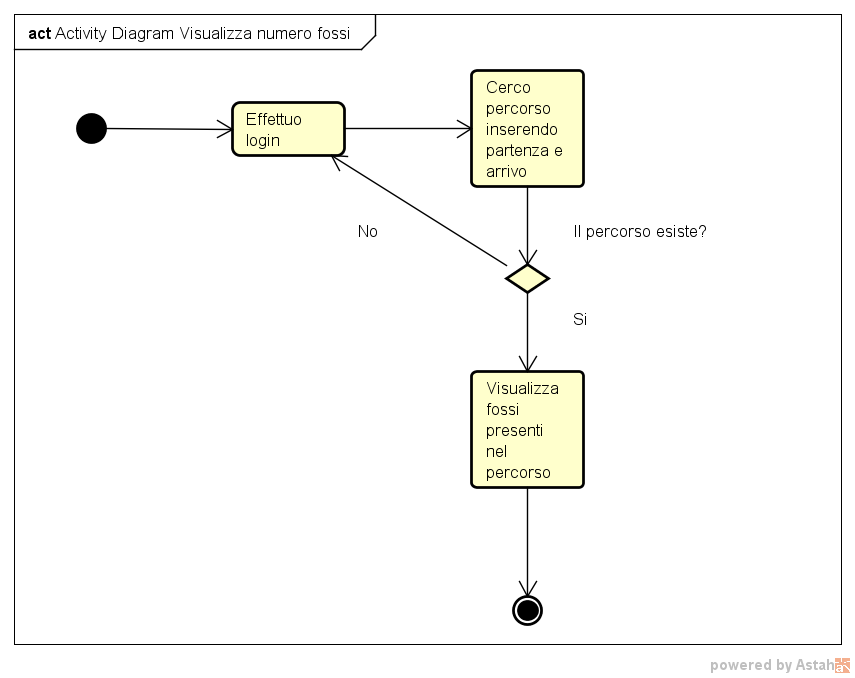 act Activity Diagram Visualizza numero fossi
Effettuo
login
Cerco
percorso
inserendo
partenza e
arrivo
No
Il percorso esiste?
Si
Visualizza
fossi
presenti
nel
percorso
powered by Astah